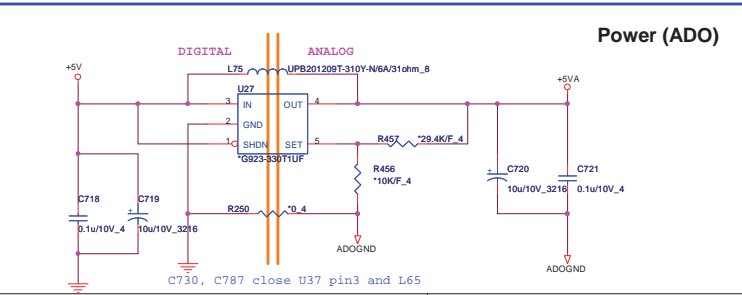 Power (ADO)
DIGITAL
ANALOG
+5V
L75
UPB201209T-310Y-N/6A/31ohm_8
+5VA
U27
3
IN
OUT
4
2
GND
1
SHDN
SET
5
R457
*29.4K/F_4
*G923-330T1UF
R456
*10K/F_4
C720
10u/10V_3216
C721
0.1u/10V_4
C718
0.1u/10V_4
C719
10u/10V_3216
+
+
R250
*0_4
ADOGND
ADOGND
C730, C787 close U37 pin3 and L65